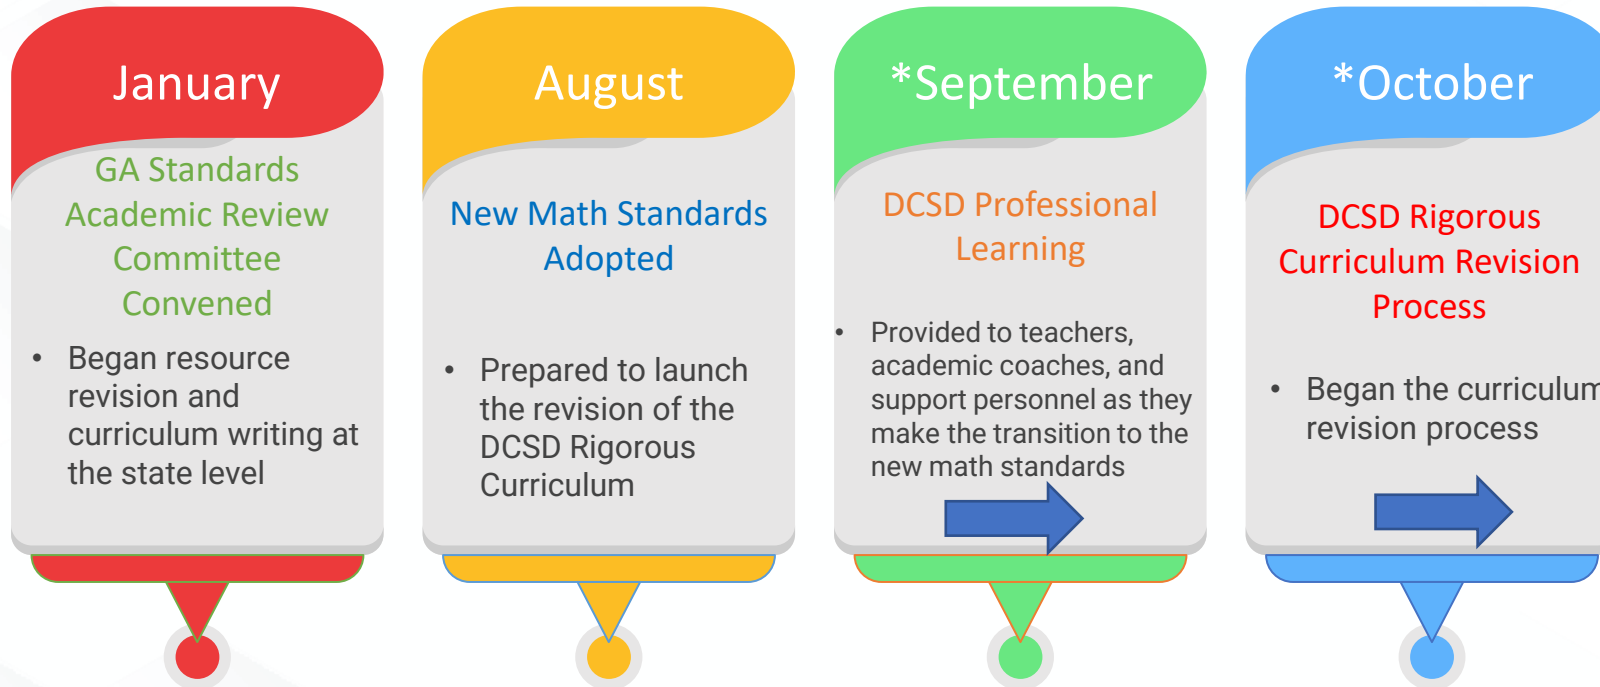 January
GA Standards
Academic Review
Committee
Convened
• Began resource
revision and
curriculum writing at
the state level
August
New Math Standards
Adopted
• Prepared to launch
the revision of the
DCSD Rigorous
Curriculum
*September
DCSD Professional
Learning
• Provided to teachers,
academic coaches, and
support personnel as they
make the transition to the
new math standards
*October
DCSD Rigorous
Curriculum Revision
Process
• Began the curriculum
revision process